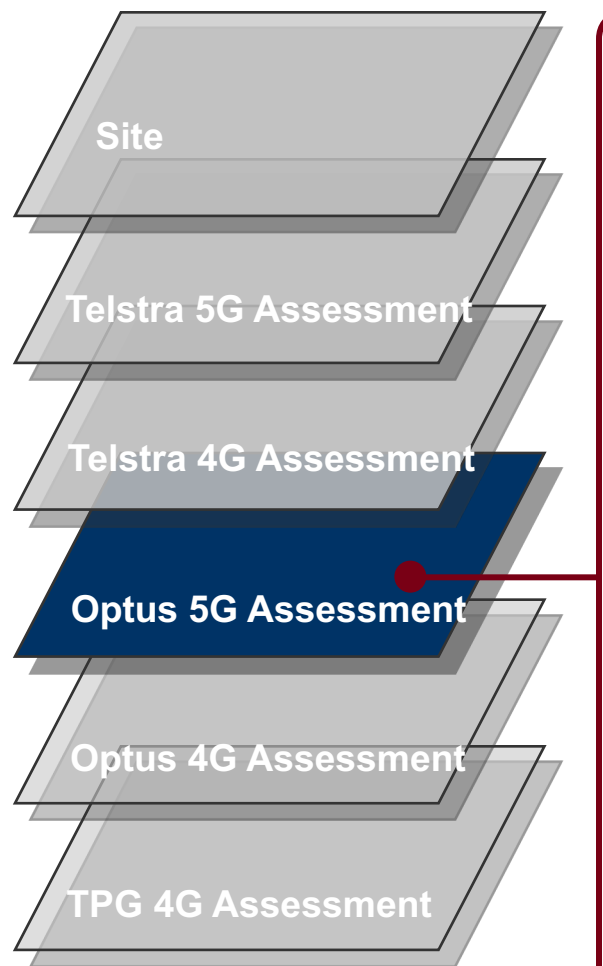 Site
Telstra 5G Assessment
Telstra 4G Assessment
Optus 5G Assessment
Optus 4G Assessment
TPG 4G Assessment